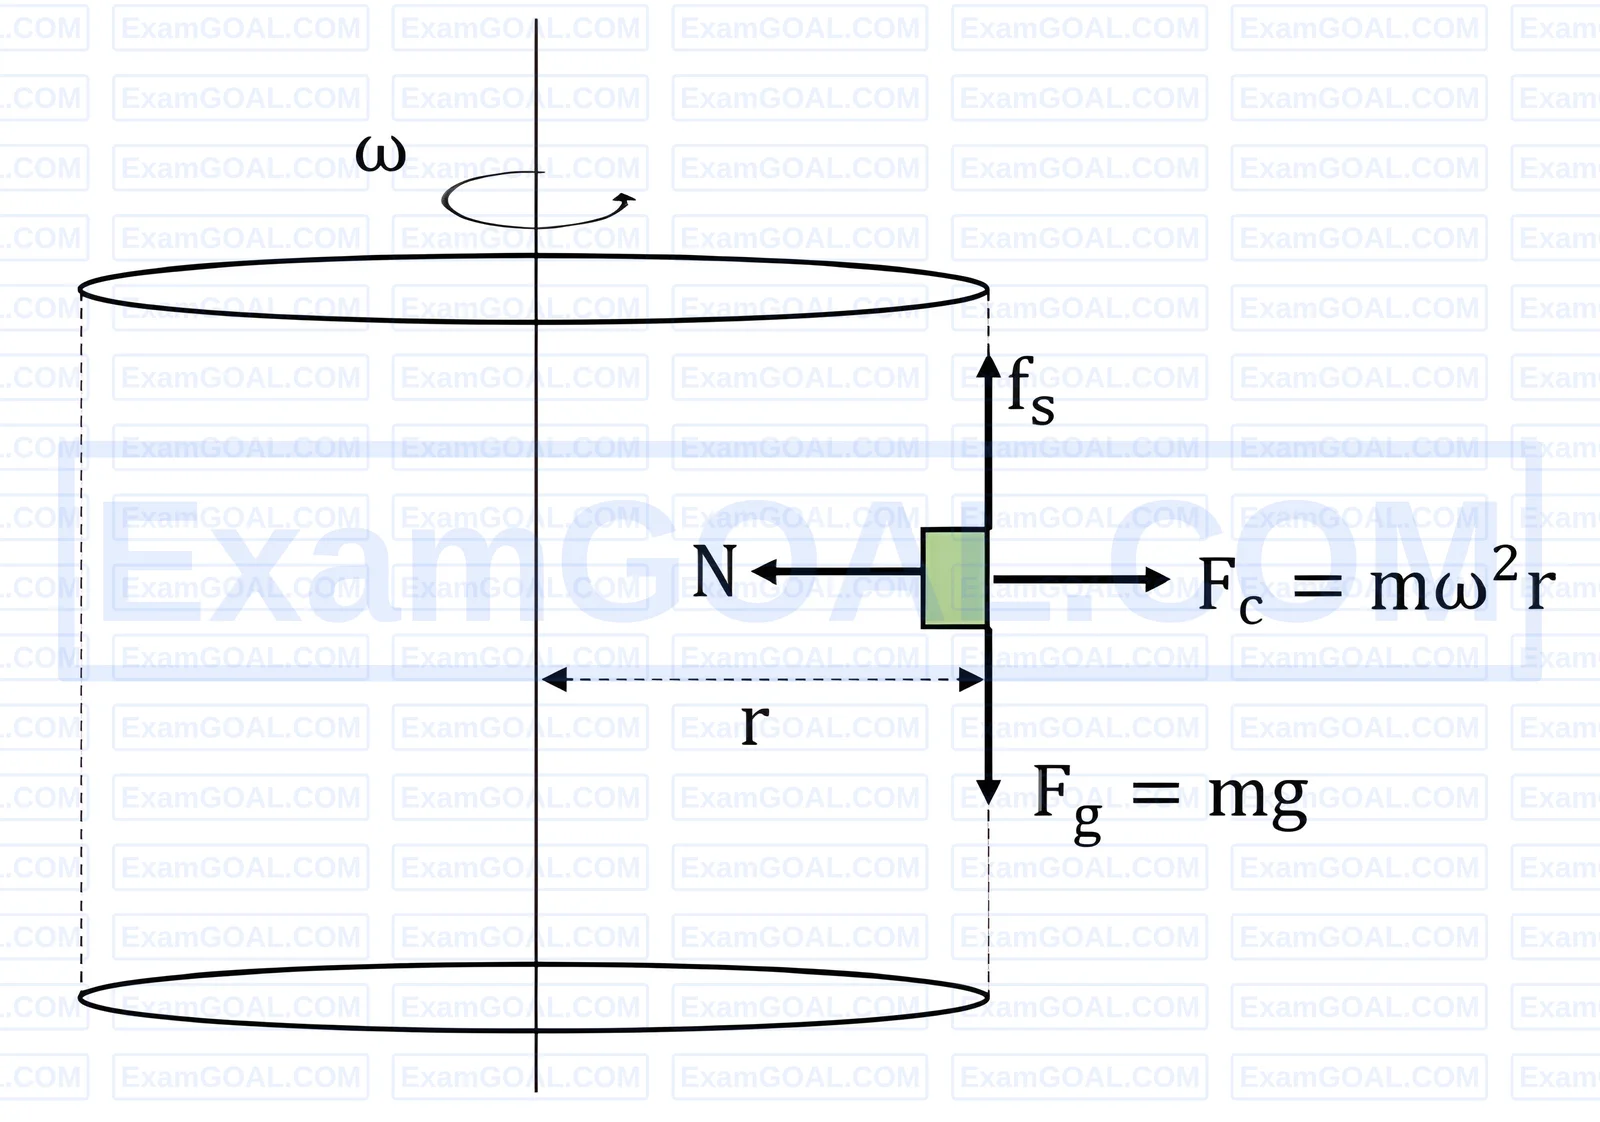 ω
f_s
N
F_c = mω²r
r
F_g = mg
ExamGOAL.COM